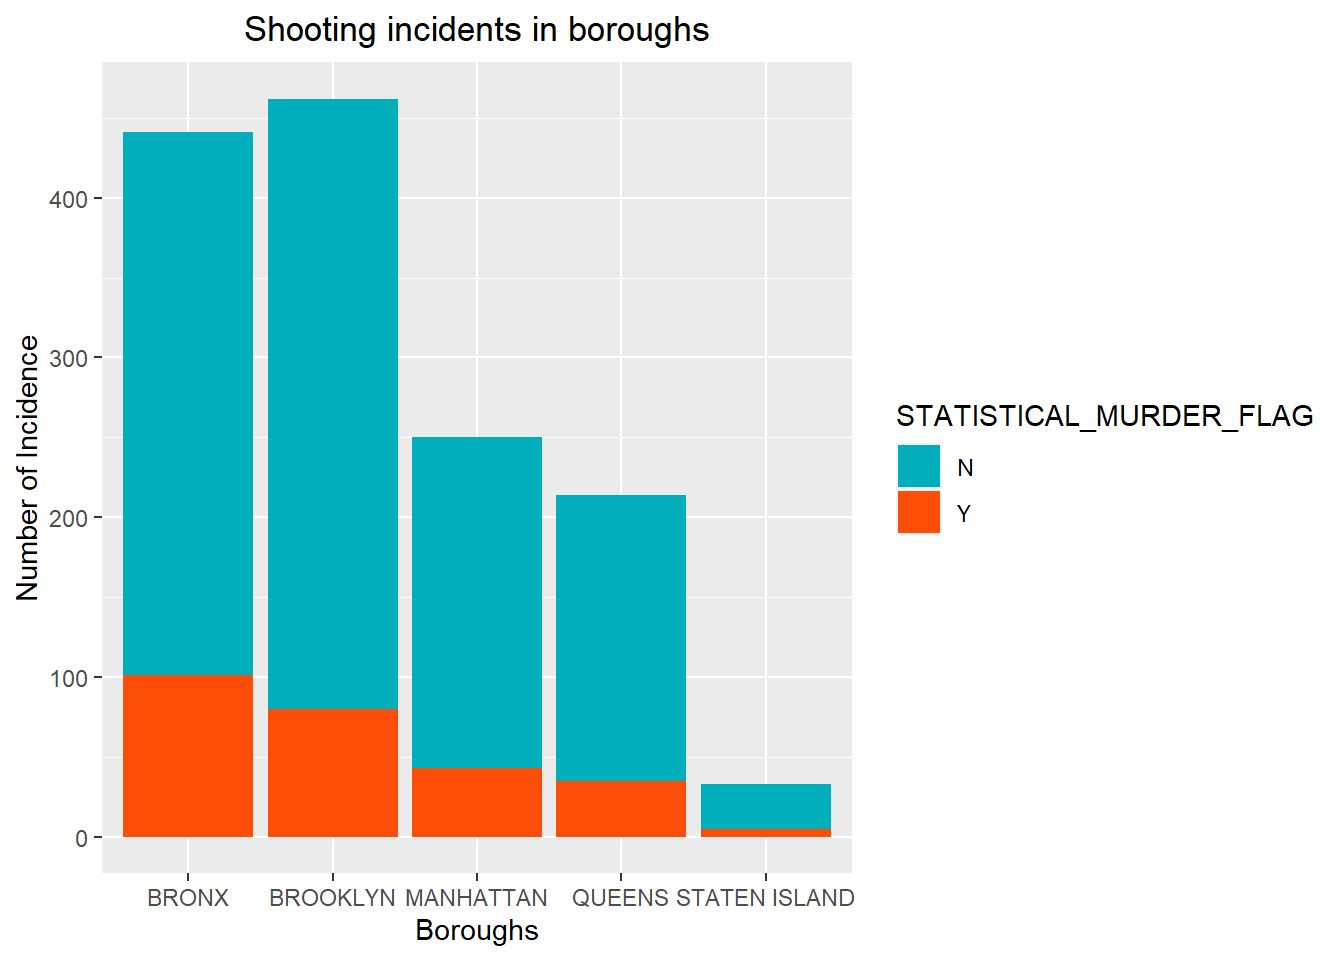 Shooting incidents in boroughs
Number of Incidence
400
300
200
100
0
BRONX BROOKLYN MANHATTAN QUEENS STATEN ISLAND
Boroughs
STATISTICAL_MURDER_FLAG
N
Y